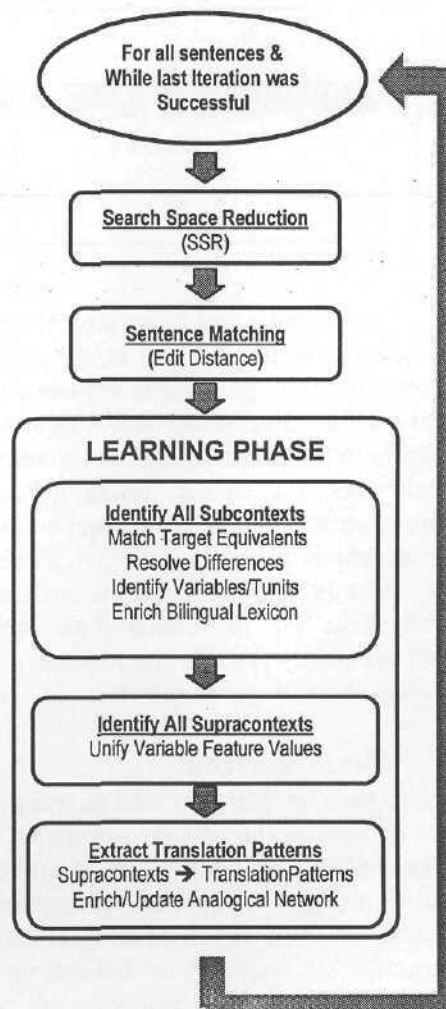 For all sentences &
While last Iteration was
Successful
Search Space Reduction
(SSR)
Sentence Matching
(Edit Distance)
LEARNING PHASE
Identify All Subcontexts
Match Target Equivalents
Resolve Differences
Identify Variables/Tunits
Enrich Bilingual Lexicon
Identify All Supracontexts
Unify Variable Feature Values
Extract Translation Patterns
Supracontexts ➔ TranslationPatterns
Enrich/Update Analogical Network